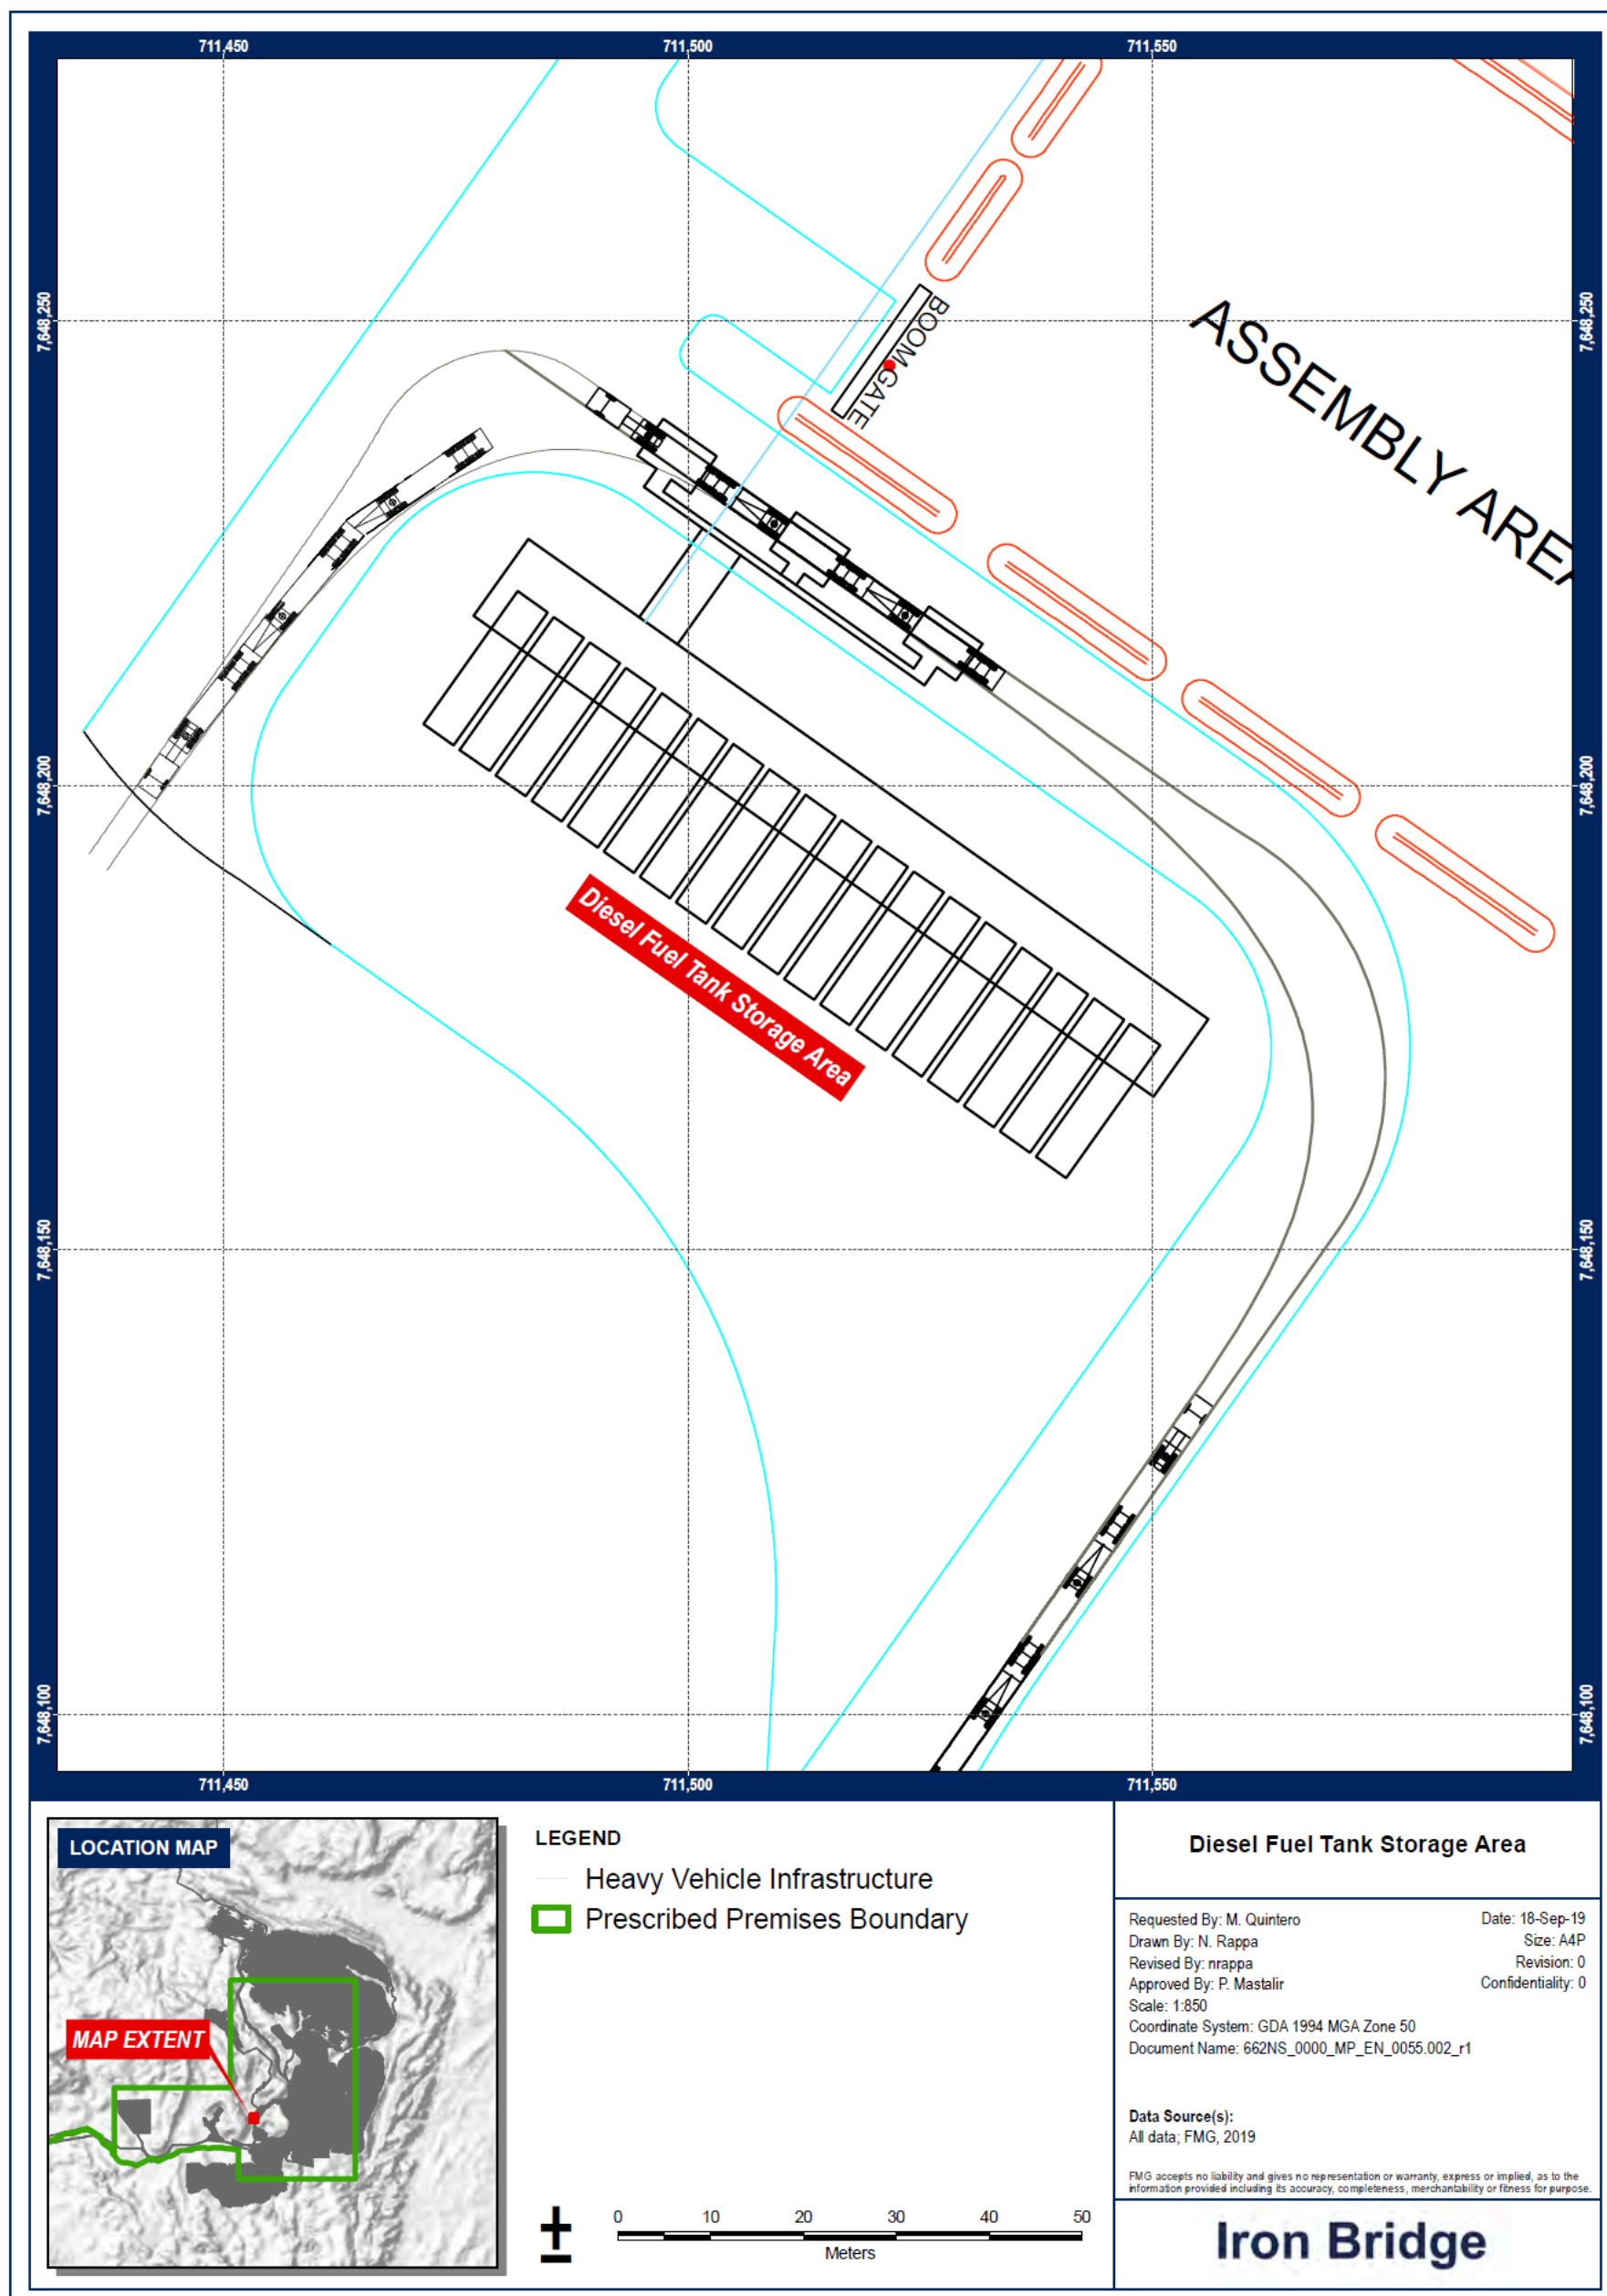 711,450
711,500
711,550
7,648,250
7,648,250
BOOM GATE
ASSEMBLY AREA
7,648,200
7,648,200
Diesel Fuel Tank Storage Area
7,648,150
7,648,150
7,648,100
7,648,100
711,450
711,500
711,550
LOCATION MAP
MAP EXTENT
LEGEND
Heavy Vehicle Infrastructure
Prescribed Premises Boundary
0 10 20 30 40 50
Meters
Diesel Fuel Tank Storage Area
Requested By: M. Quintero
Date: 18-Sep-19
Drawn By: N. Rappa
Size: A4P
Revised By: nrappa
Revision: 0
Approved By: P. Mastalir
Confidentiality: 0
Scale: 1:850
Coordinate System: GDA 1994 MGA Zone 50
Document Name: 662NS_0000_MP_EN_0055.002_r1
Data Source(s):
All data; FMG, 2019
FMG accepts no liability and gives no representation or warranty, express or implied, as to the
information provided including its accuracy, completeness, merchantability or fitness for purpose.
Iron Bridge